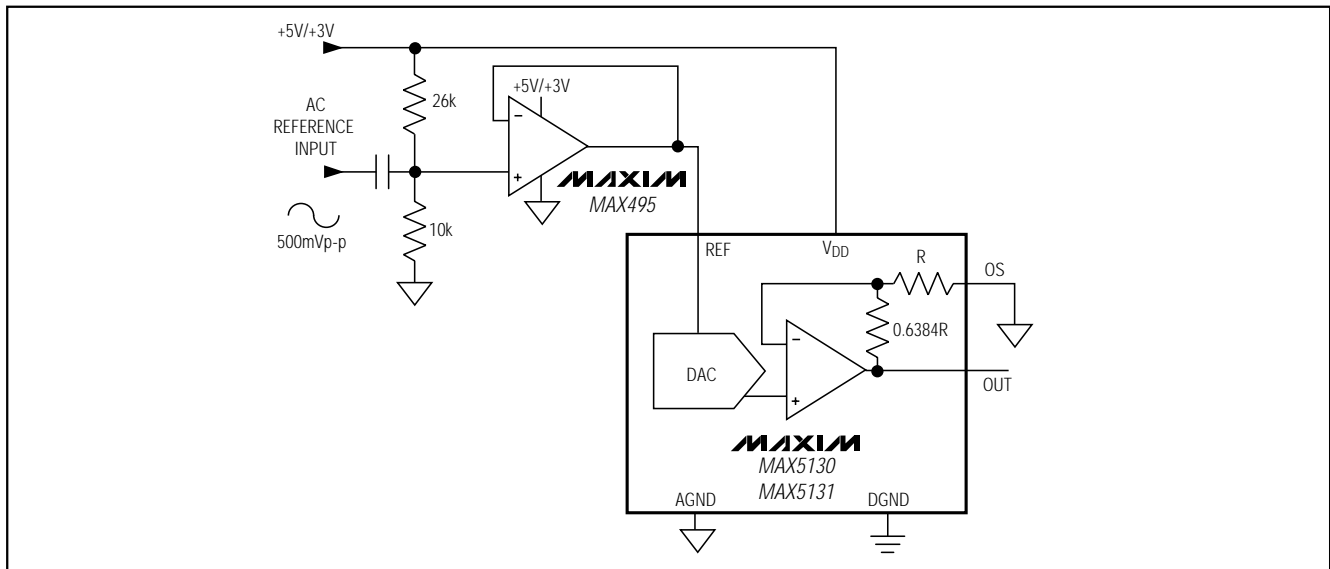 +5V/+3V
26k
+5V/+3V
AC
REFERENCE
INPUT
−
+
MAXIM
MAX495
10k
500mVp-p
REF
VDD
R
OS
0.6384R
−
DAC
+
OUT
MAXIM
MAX5130
MAX5131
AGND
DGND